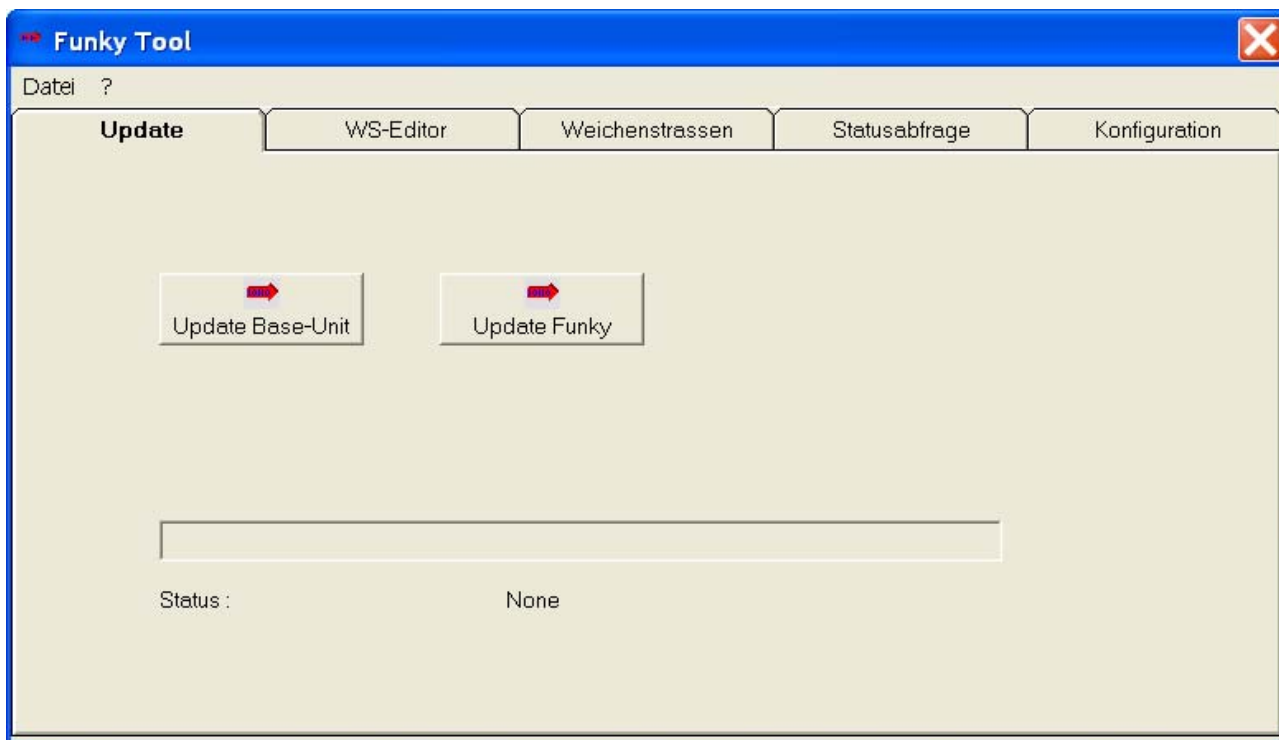 Funky Tool
Datei ?
Update WS-Editor Weichenstrassen Statusabfrage Konfiguration
Update Base-Unit Update Funky
Status : None